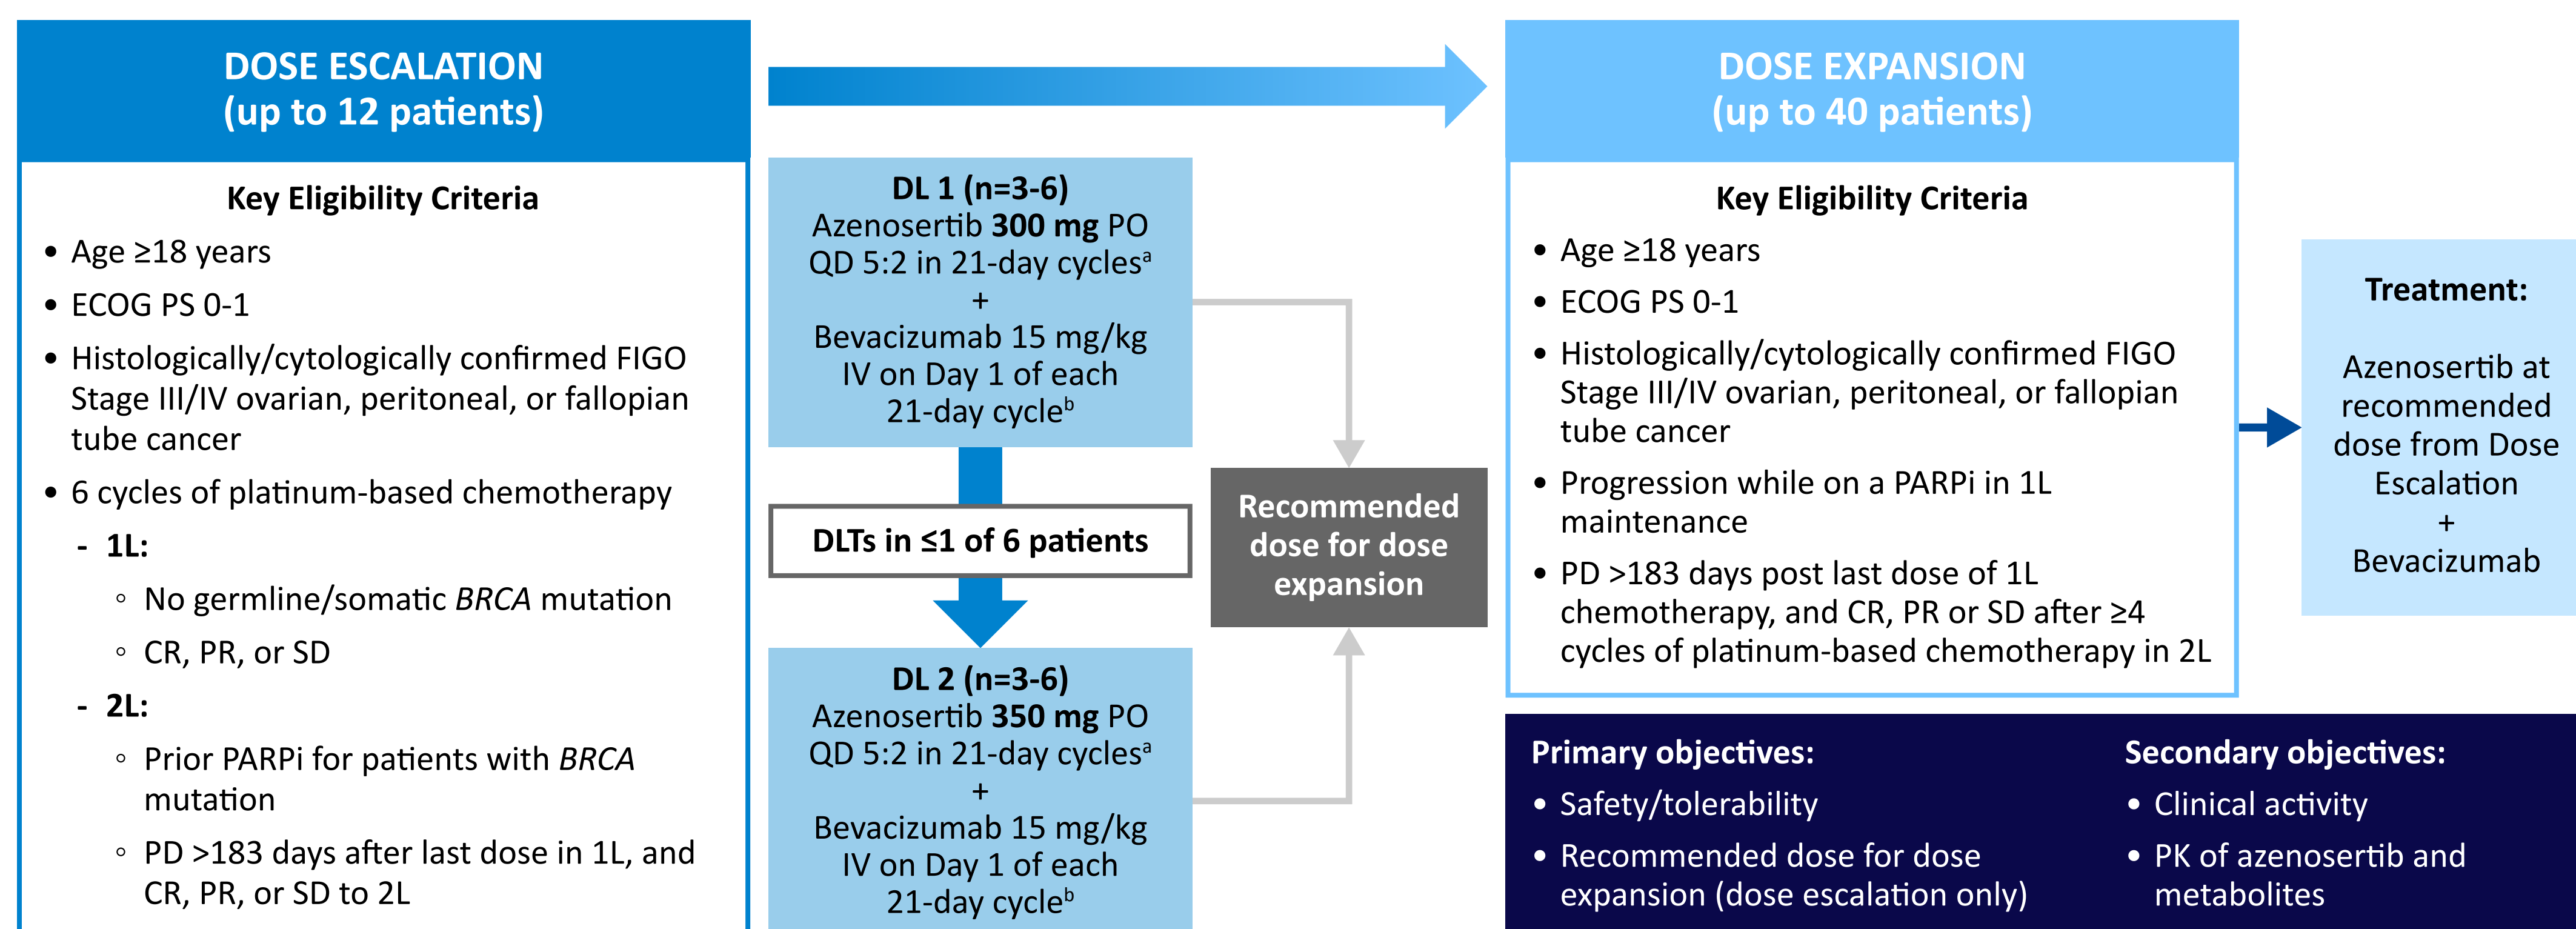 DOSE ESCALATION
(up to 12 patients)
Key Eligibility Criteria
• Age ≥18 years
• ECOG PS 0-1
• Histologically/cytologically confirmed FIGO
Stage III/IV ovarian, peritoneal, or fallopian
tube cancer
• 6 cycles of platinum-based chemotherapy
- 1L:
◦ No germline/somatic BRCA mutation
◦ CR, PR, or SD
- 2L:
◦ Prior PARPi for patients with BRCA
mutation
◦ PD >183 days after last dose in 1L, and
CR, PR, or SD to 2L
DL 1 (n=3-6)
Azenosertib 300 mg PO
QD 5:2 in 21-day cyclesᵃ
+
Bevacizumab 15 mg/kg
IV on Day 1 of each
21-day cycleᵇ
DLTs in ≤1 of 6 patients
DL 2 (n=3-6)
Azenosertib 350 mg PO
QD 5:2 in 21-day cyclesᵃ
+
Bevacizumab 15 mg/kg
IV on Day 1 of each
21-day cycleᵇ
Recommended
dose for dose
expansion
DOSE EXPANSION
(up to 40 patients)
Key Eligibility Criteria
• Age ≥18 years
• ECOG PS 0-1
• Histologically/cytologically confirmed FIGO
Stage III/IV ovarian, peritoneal, or fallopian
tube cancer
• Progression while on a PARPi in 1L
maintenance
• PD >183 days post last dose of 1L
chemotherapy, and CR, PR or SD after ≥4
cycles of platinum-based chemotherapy in 2L
Treatment:
Azenosertib at
recommended
dose from Dose
Escalation
+
Bevacizumab
Primary objectives:
• Safety/tolerability
• Recommended dose for dose
expansion (dose escalation only)
Secondary objectives:
• Clinical activity
• PK of azenosertib and
metabolites